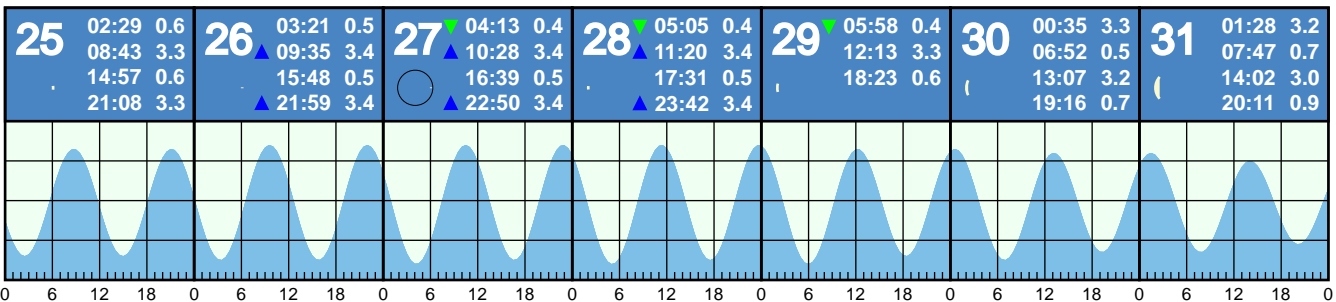 25 02:29 0.6
08:43 3.3
14:57 0.6
21:08 3.3
26 03:21 0.5
▲ 09:35 3.4
15:48 0.5
▲ 21:59 3.4
27 ▼ 04:13 0.4
▲ 10:28 3.4
16:39 0.5
▲ 22:50 3.4
28 ▼ 05:05 0.4
▲ 11:20 3.4
17:31 0.5
▲ 23:42 3.4
29 ▼ 05:58 0.4
12:13 3.3
18:23 0.6
30 00:35 3.3
06:52 0.5
13:07 3.2
19:16 0.7
31 01:28 3.2
07:47 0.7
14:02 3.0
20:11 0.9
0 6 12 18 0 6 12 18 0 6 12 18 0 6 12 18 0 6 12 18 0 6 12 18 0 6 12 18 0